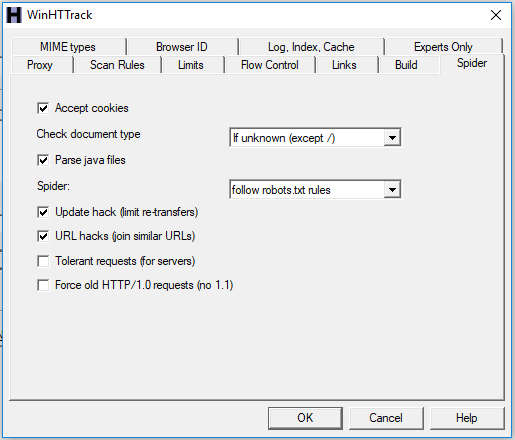 WinHTTrack
MIME types Browser ID Log, Index, Cache Experts Only
Proxy Scan Rules Limits Flow Control Links Build Spider
Accept cookies
Check document type If unknown (except /)
Parse java files
Spider: follow robots.txt rules
Update hack (limit re-transfers)
URL hacks (join similar URLs)
Tolerant requests (for servers)
Force old HTTP/1.0 requests (no 1.1)
OK Cancel Help